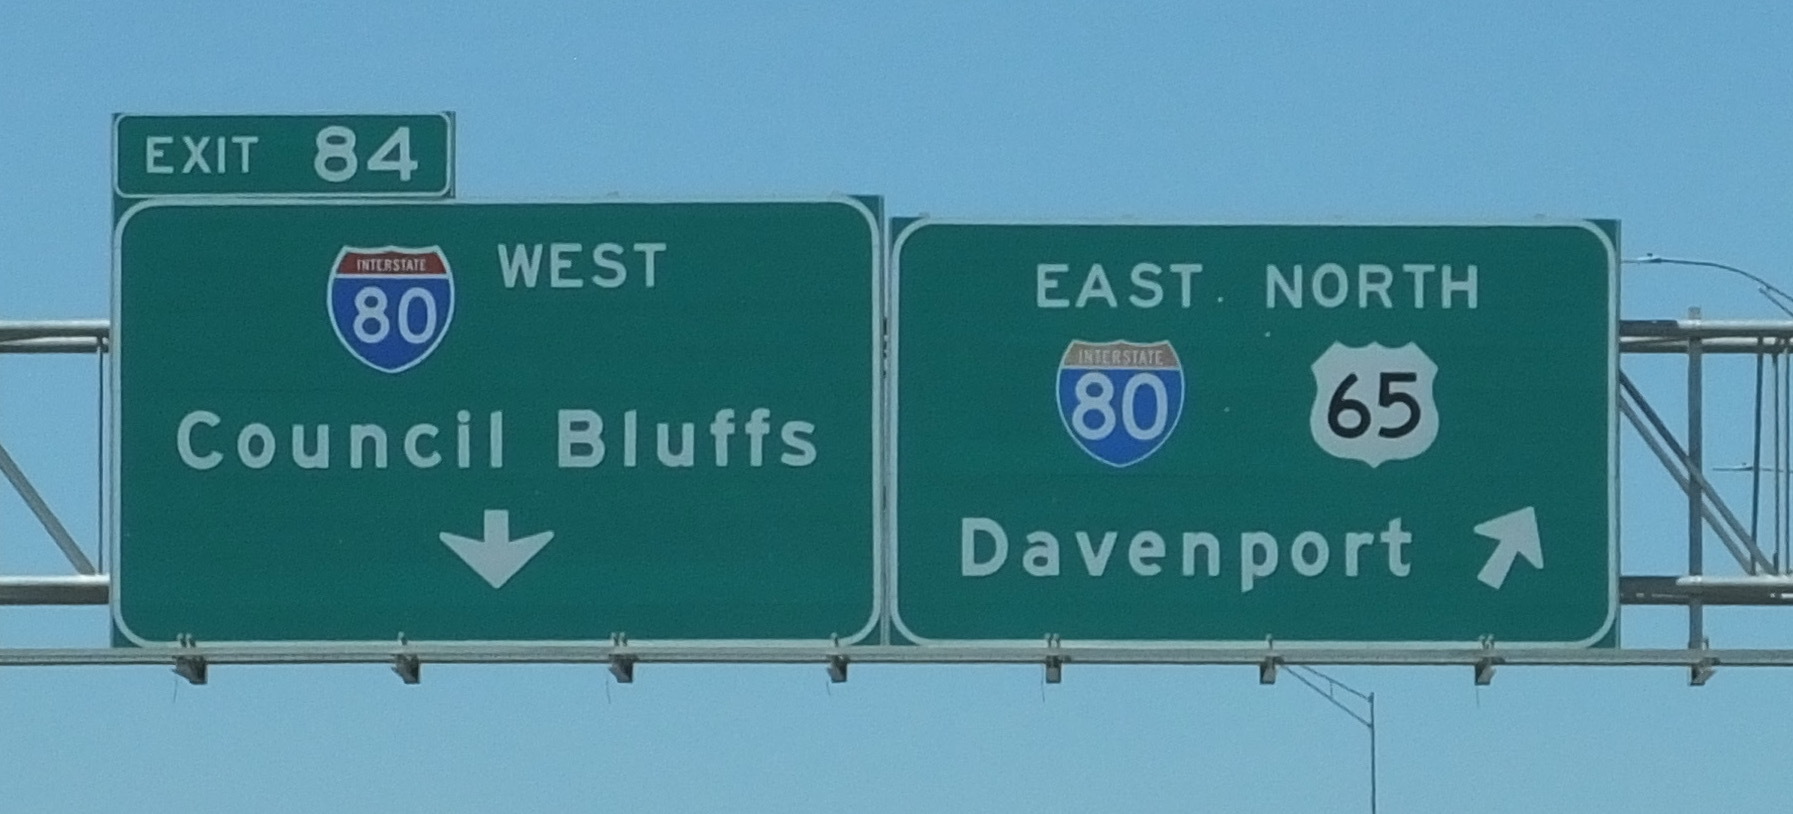 EXIT 84
INTERSTATE
80
WEST
Council Bluffs
EAST NORTH
INTERSTATE
80
65
Davenport